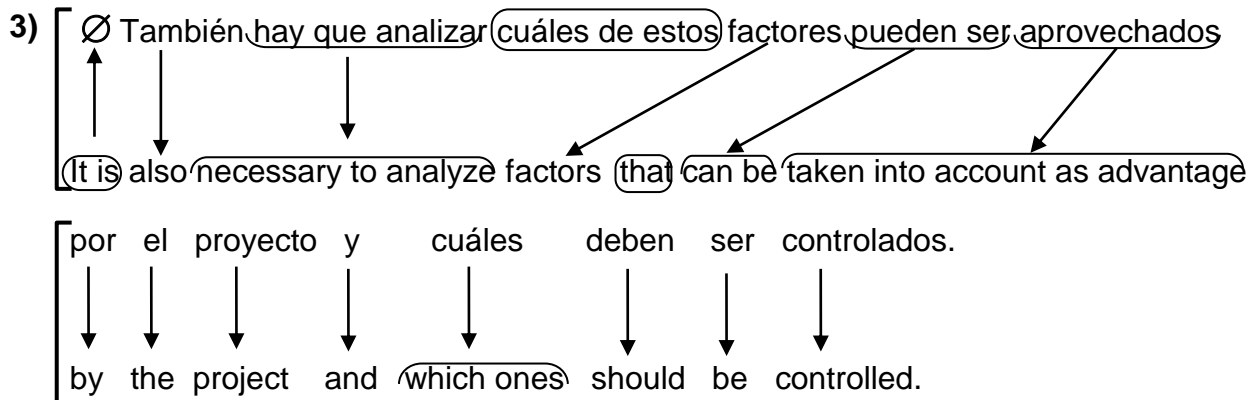 3) Ø También hay que analizar cuáles de estos factores pueden ser aprovechados
It is also necessary to analyze factors that can be taken into account as advantage
por el proyecto y cuáles deben ser controlados.
by the project and which ones should be controlled.